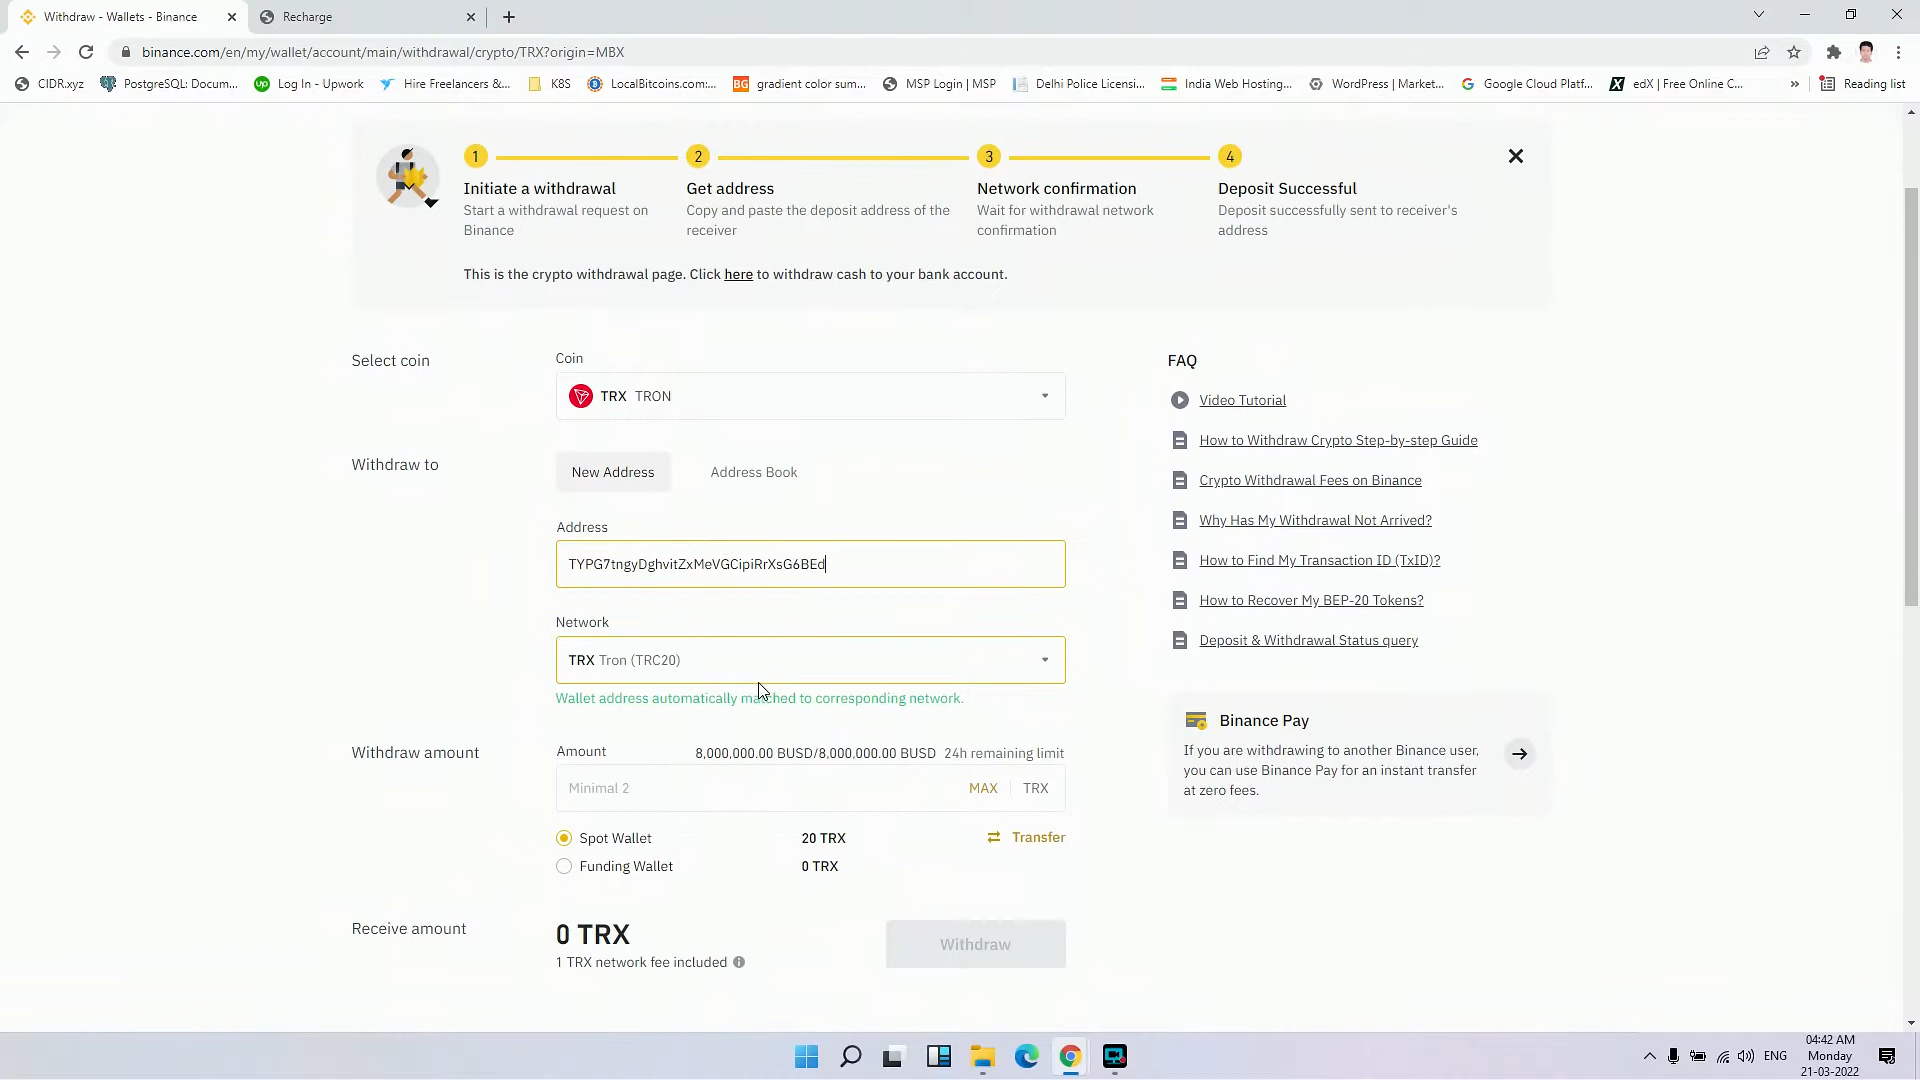 Withdraw - Wallets - Binance
Recharge
binance.com/en/my/wallet/account/main/withdrawal/crypto/TRX?origin=MBX
CIDR.xyz
PostgreSQL: Docum...
up
Log In - Upwork
Hire Freelancers &...
K8S
LocalBitcoins.com:...
BG
gradient color sum...
MSP Login | MSP
Delhi Police Licensi...
India Web Hosting...
WordPress | Market...
Google Cloud Platf...
edX | Free Online C...
»
Reading list
1
2
3
4
Initiate a withdrawal
Start a withdrawal request on
Binance
Get address
Copy and paste the deposit address of the
receiver
Network confirmation
Wait for withdrawal network
confirmation
Deposit Successful
Deposit successfully sent to receiver's
address
This is the crypto withdrawal page. Click here to withdraw cash to your bank account.
Select coin
Coin
TRX TRON
Withdraw to
New Address
Address Book
Address
TYPG7tngyDghvitZxMeVGCipiRrXsG6BEd
Network
TRX Tron (TRC20)
Wallet address automatically matched to corresponding network.
Withdraw amount
Amount
8,000,000.00 BUSD/8,000,000.00 BUSD 24h remaining limit
Minimal 2
MAX
TRX
Spot Wallet
20 TRX
Transfer
Funding Wallet
0 TRX
Receive amount
0 TRX
1 TRX network fee included
Withdraw
FAQ
Video Tutorial
How to Withdraw Crypto Step-by-step Guide
Crypto Withdrawal Fees on Binance
Why Has My Withdrawal Not Arrived?
How to Find My Transaction ID (TxID)?
How to Recover My BEP-20 Tokens?
Deposit & Withdrawal Status query
Binance Pay
If you are withdrawing to another Binance user,
you can use Binance Pay for an instant transfer
at zero fees.
ENG
04:42 AM
Monday
21-03-2022